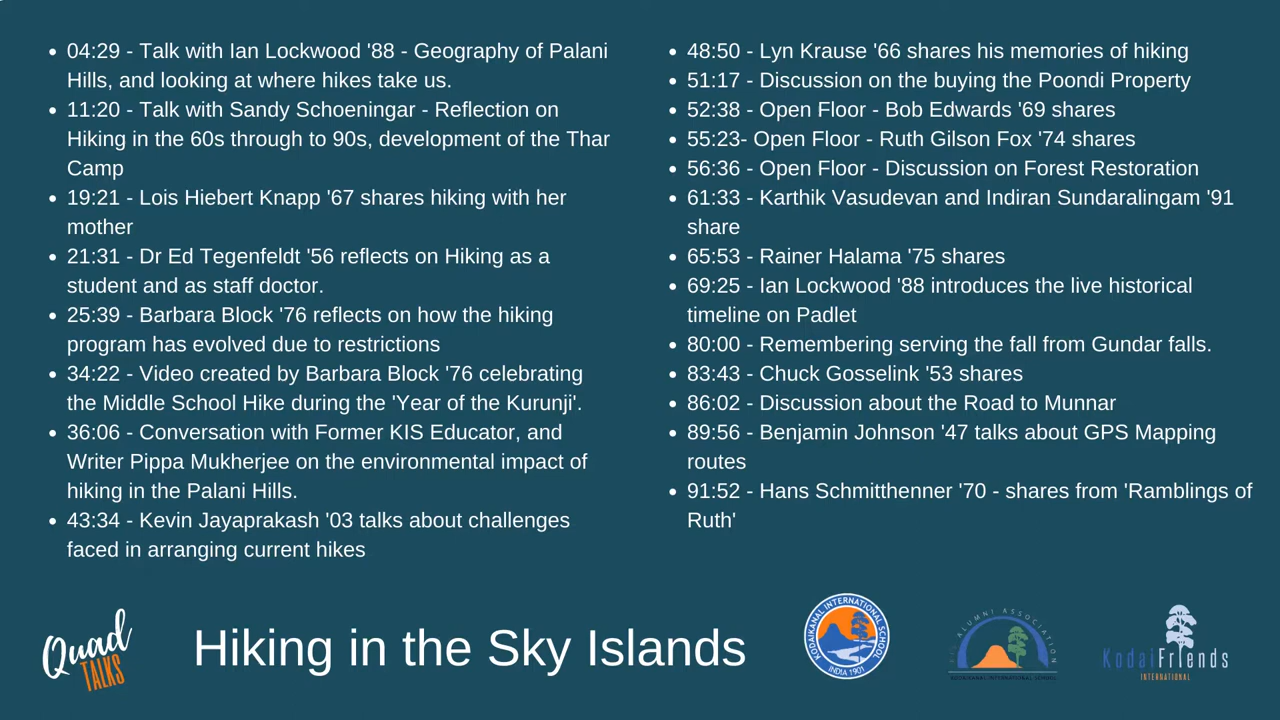 • 04:29 - Talk with Ian Lockwood '88 - Geography of Palani
Hills, and looking at where hikes take us.
• 11:20 - Talk with Sandy Schoeningar - Reflection on
Hiking in the 60s through to 90s, development of the Thar
Camp
• 19:21 - Lois Hiebert Knapp '67 shares hiking with her
mother
• 21:31 - Dr Ed Tegenfeldt '56 reflects on Hiking as a
student and as staff doctor.
• 25:39 - Barbara Block '76 reflects on how the hiking
program has evolved due to restrictions
• 34:22 - Video created by Barbara Block '76 celebrating
the Middle School Hike during the 'Year of the Kurunji'.
• 36:06 - Conversation with Former KIS Educator, and
Writer Pippa Mukherjee on the environmental impact of
hiking in the Palani Hills.
• 43:34 - Kevin Jayaprakash '03 talks about challenges
faced in arranging current hikes
• 48:50 - Lyn Krause '66 shares his memories of hiking
• 51:17 - Discussion on the buying the Poondi Property
• 52:38 - Open Floor - Bob Edwards '69 shares
• 55:23- Open Floor - Ruth Gilson Fox '74 shares
• 56:36 - Open Floor - Discussion on Forest Restoration
• 61:33 - Karthik Vasudevan and Indiran Sundaralingam '91
share
• 65:53 - Rainer Halama '75 shares
• 69:25 - Ian Lockwood '88 introduces the live historical
timeline on Padlet
• 80:00 - Remembering serving the fall from Gundar falls.
• 83:43 - Chuck Gosselink '53 shares
• 86:02 - Discussion about the Road to Munnar
• 89:56 - Benjamin Johnson '47 talks about GPS Mapping
routes
• 91:52 - Hans Schmitthenner '70 - shares from 'Ramblings of
Ruth'
Quad
TALKS
Hiking in the Sky Islands
KODAIKANAL INTERNATIONAL SCHOOL
INDIA 1901
ALUMNI ASSOCIATION
KODAIKANAL INTERNATIONAL SCHOOL
KodaiFriends
INTERNATIONAL